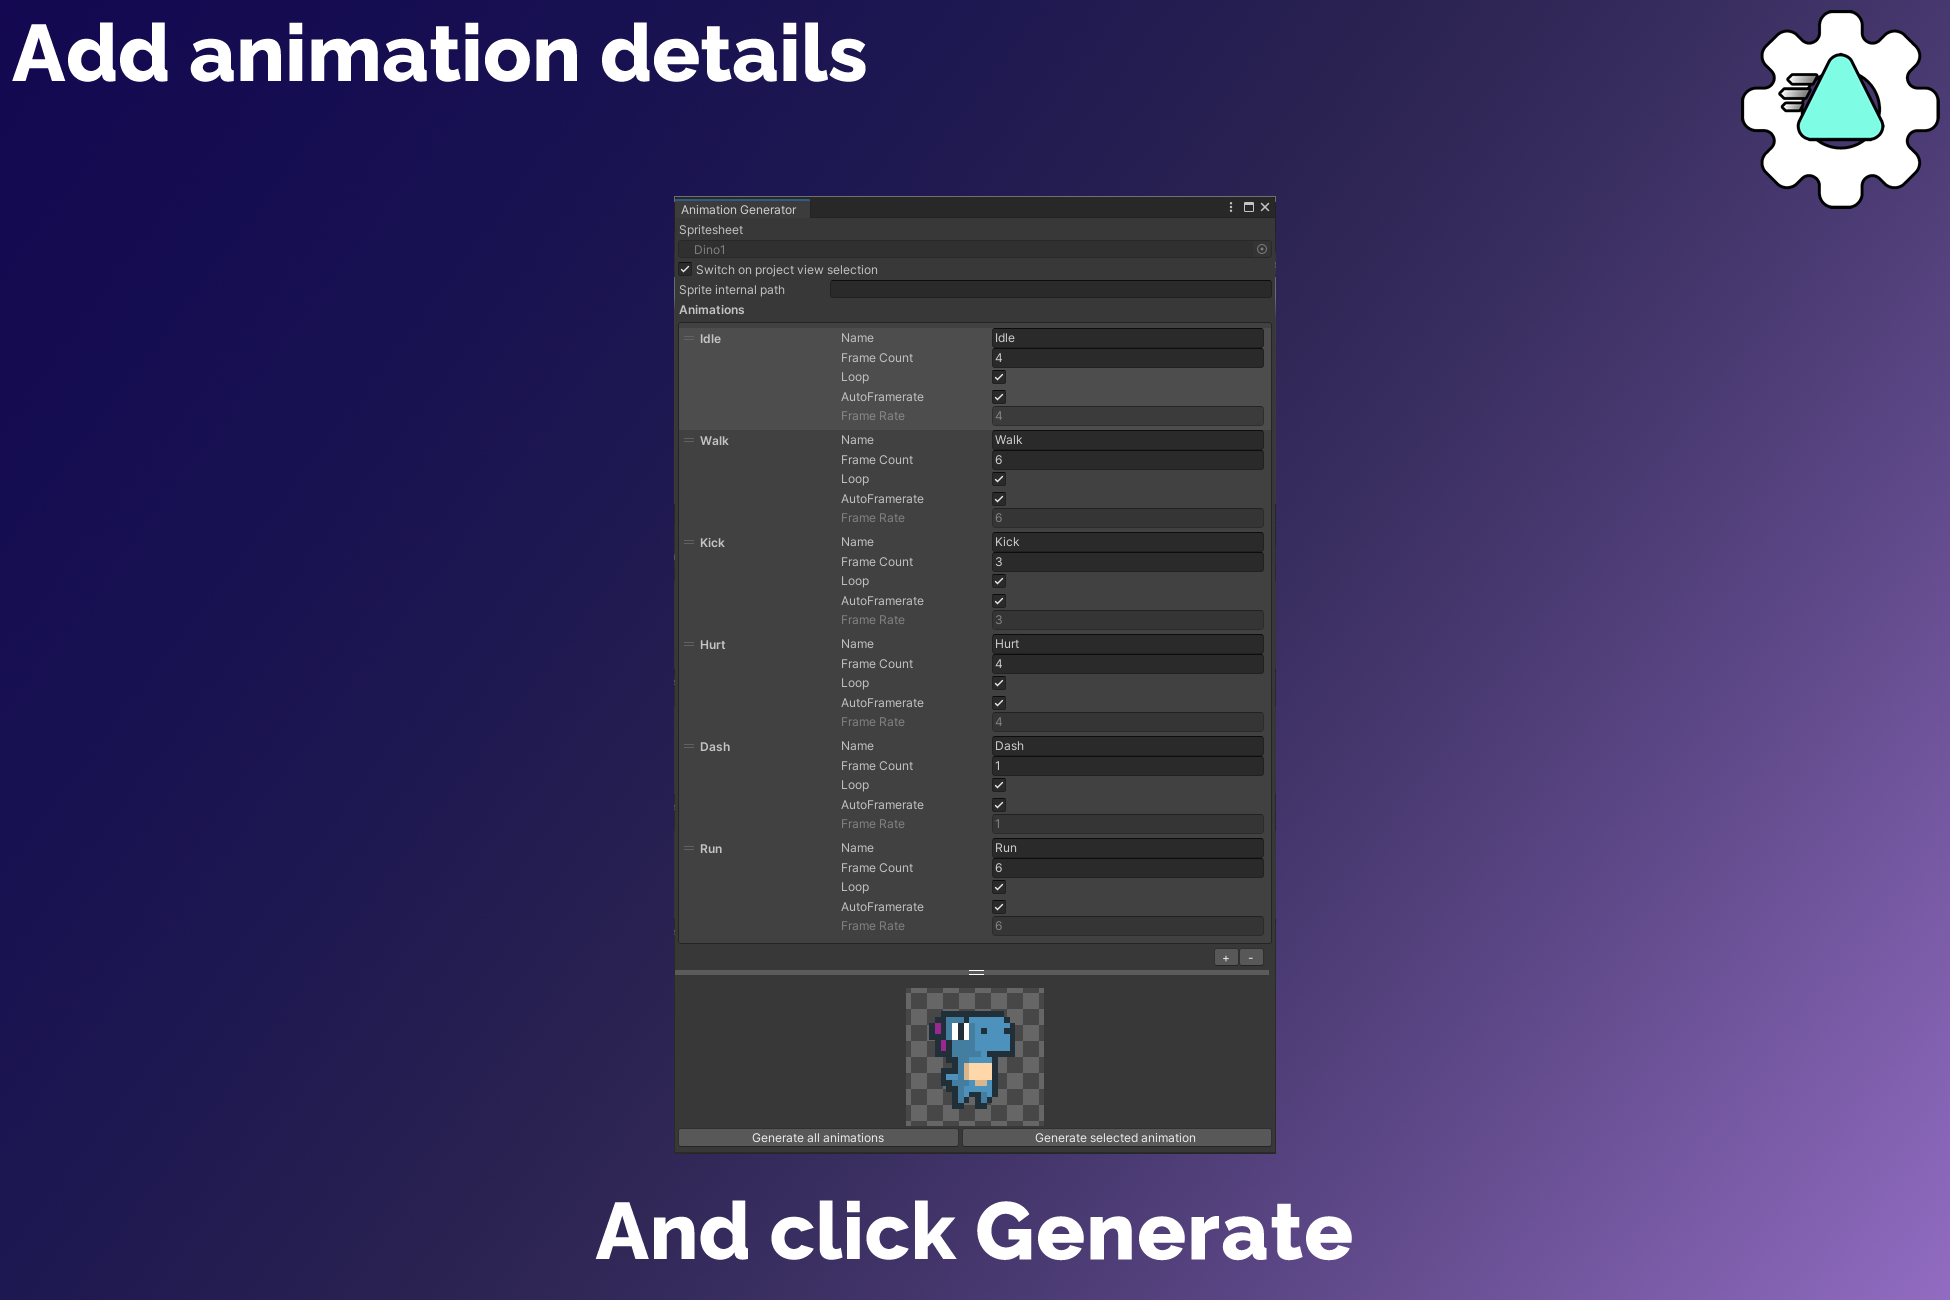 Add animation details
Animation Generator
Spritesheet
Dino1
Switch on project view selection
Sprite internal path
Animations
Idle Name Idle
Frame Count 4
Loop
AutoFramerate
Frame Rate 4
Walk Name Walk
Frame Count 6
Loop
AutoFramerate
Frame Rate 6
Kick Name Kick
Frame Count 3
Loop
AutoFramerate
Frame Rate 3
Hurt Name Hurt
Frame Count 4
Loop
AutoFramerate
Frame Rate 4
Dash Name Dash
Frame Count 1
Loop
AutoFramerate
Frame Rate 1
Run Name Run
Frame Count 6
Loop
AutoFramerate
Frame Rate 6
+ -
Generate all animations Generate selected animation
And click Generate